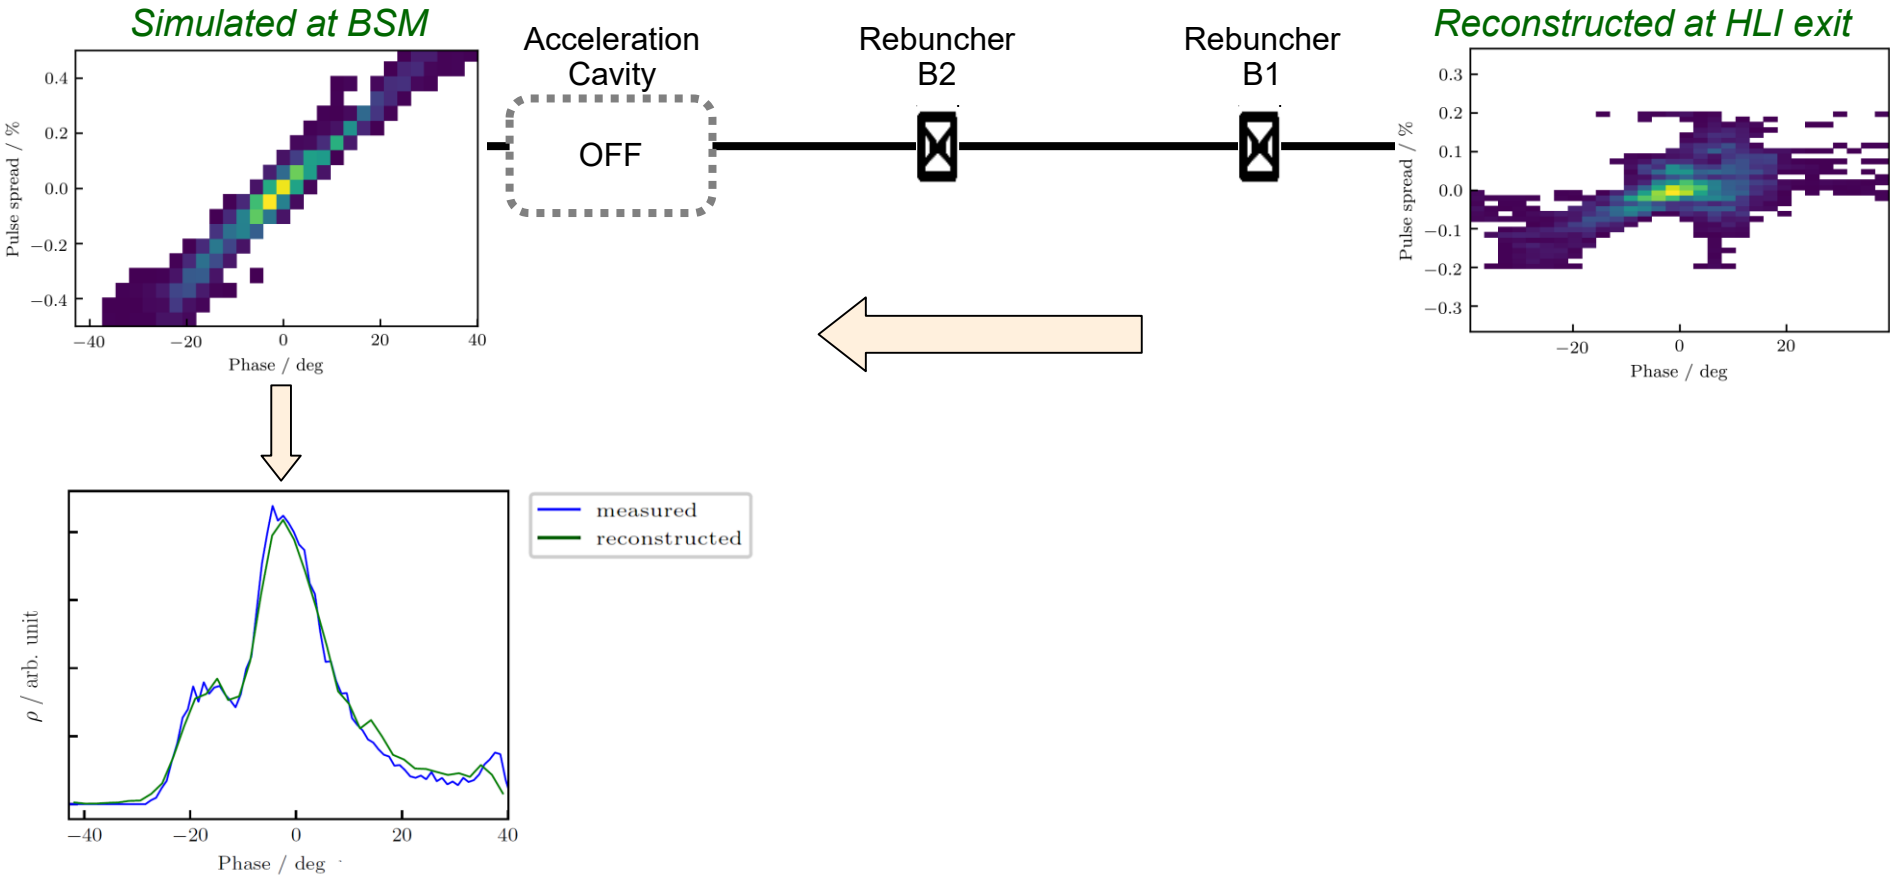 Simulated at BSM
Acceleration
Cavity
Rebuncher
B2
Rebuncher
B1
Reconstructed at HLI exit
OFF
Pulse spread / %
0.4
0.2
0.0
−0.2
−0.4
−40
−20
0
20
40
Phase / deg
Pulse spread / %
0.3
0.2
0.1
0.0
−0.1
−0.2
−0.3
−20
0
20
Phase / deg
measured
reconstructed
ρ / arb. unit
−40
−20
0
20
40
Phase / deg